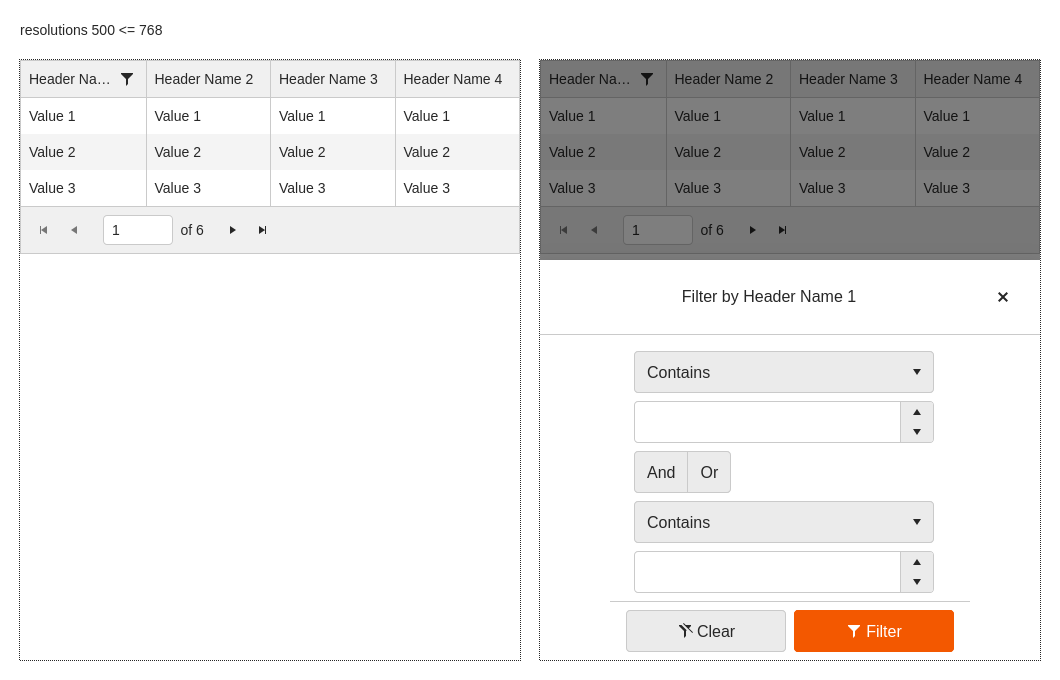 resolutions 500 <= 768
Header Na… Header Name 2 Header Name 3 Header Name 4
Value 1 Value 1 Value 1 Value 1
Value 2 Value 2 Value 2 Value 2
Value 3 Value 3 Value 3 Value 3
1 of 6
Header Na… Header Name 2 Header Name 3 Header Name 4
Value 1 Value 1 Value 1 Value 1
Value 2 Value 2 Value 2 Value 2
Value 3 Value 3 Value 3 Value 3
1 of 6
Filter by Header Name 1
Contains
And Or
Contains
Clear Filter